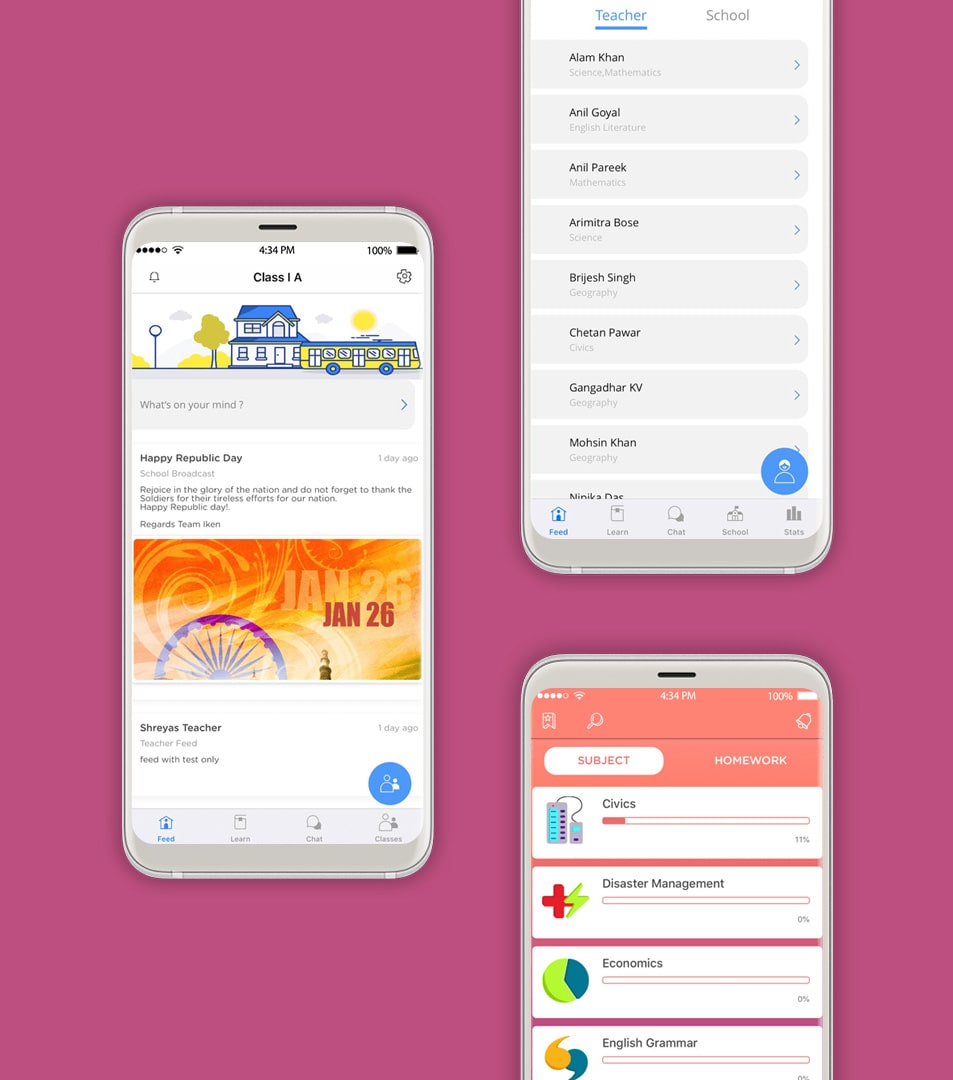 4:34 PM
100%
Class I A
What's on your mind ?
Happy Republic Day
1 day ago
School Broadcast
Rejoice in the glory of the nation and do not forget to thank the
Soldiers for their tireless efforts for our nation.
Happy Republic day!.
Regards Team Iken
JAN 26
JAN 26
Shreyas Teacher
1 day ago
Teacher Feed
feed with test only
Feed
Learn
Chat
Classes
Teacher
School
Alam Khan
Science,Mathematics
Anil Goyal
English Literature
Anil Pareek
Mathematics
Arimitra Bose
Science
Brijesh Singh
Geography
Chetan Pawar
Civics
Gangadhar KV
Geography
Mohsin Khan
Geography
Nipika Das
Feed
Learn
Chat
School
Stats
4:34 PM
100%
SUBJECT
HOMEWORK
Civics
11%
Disaster Management
0%
Economics
0%
English Grammar
0%